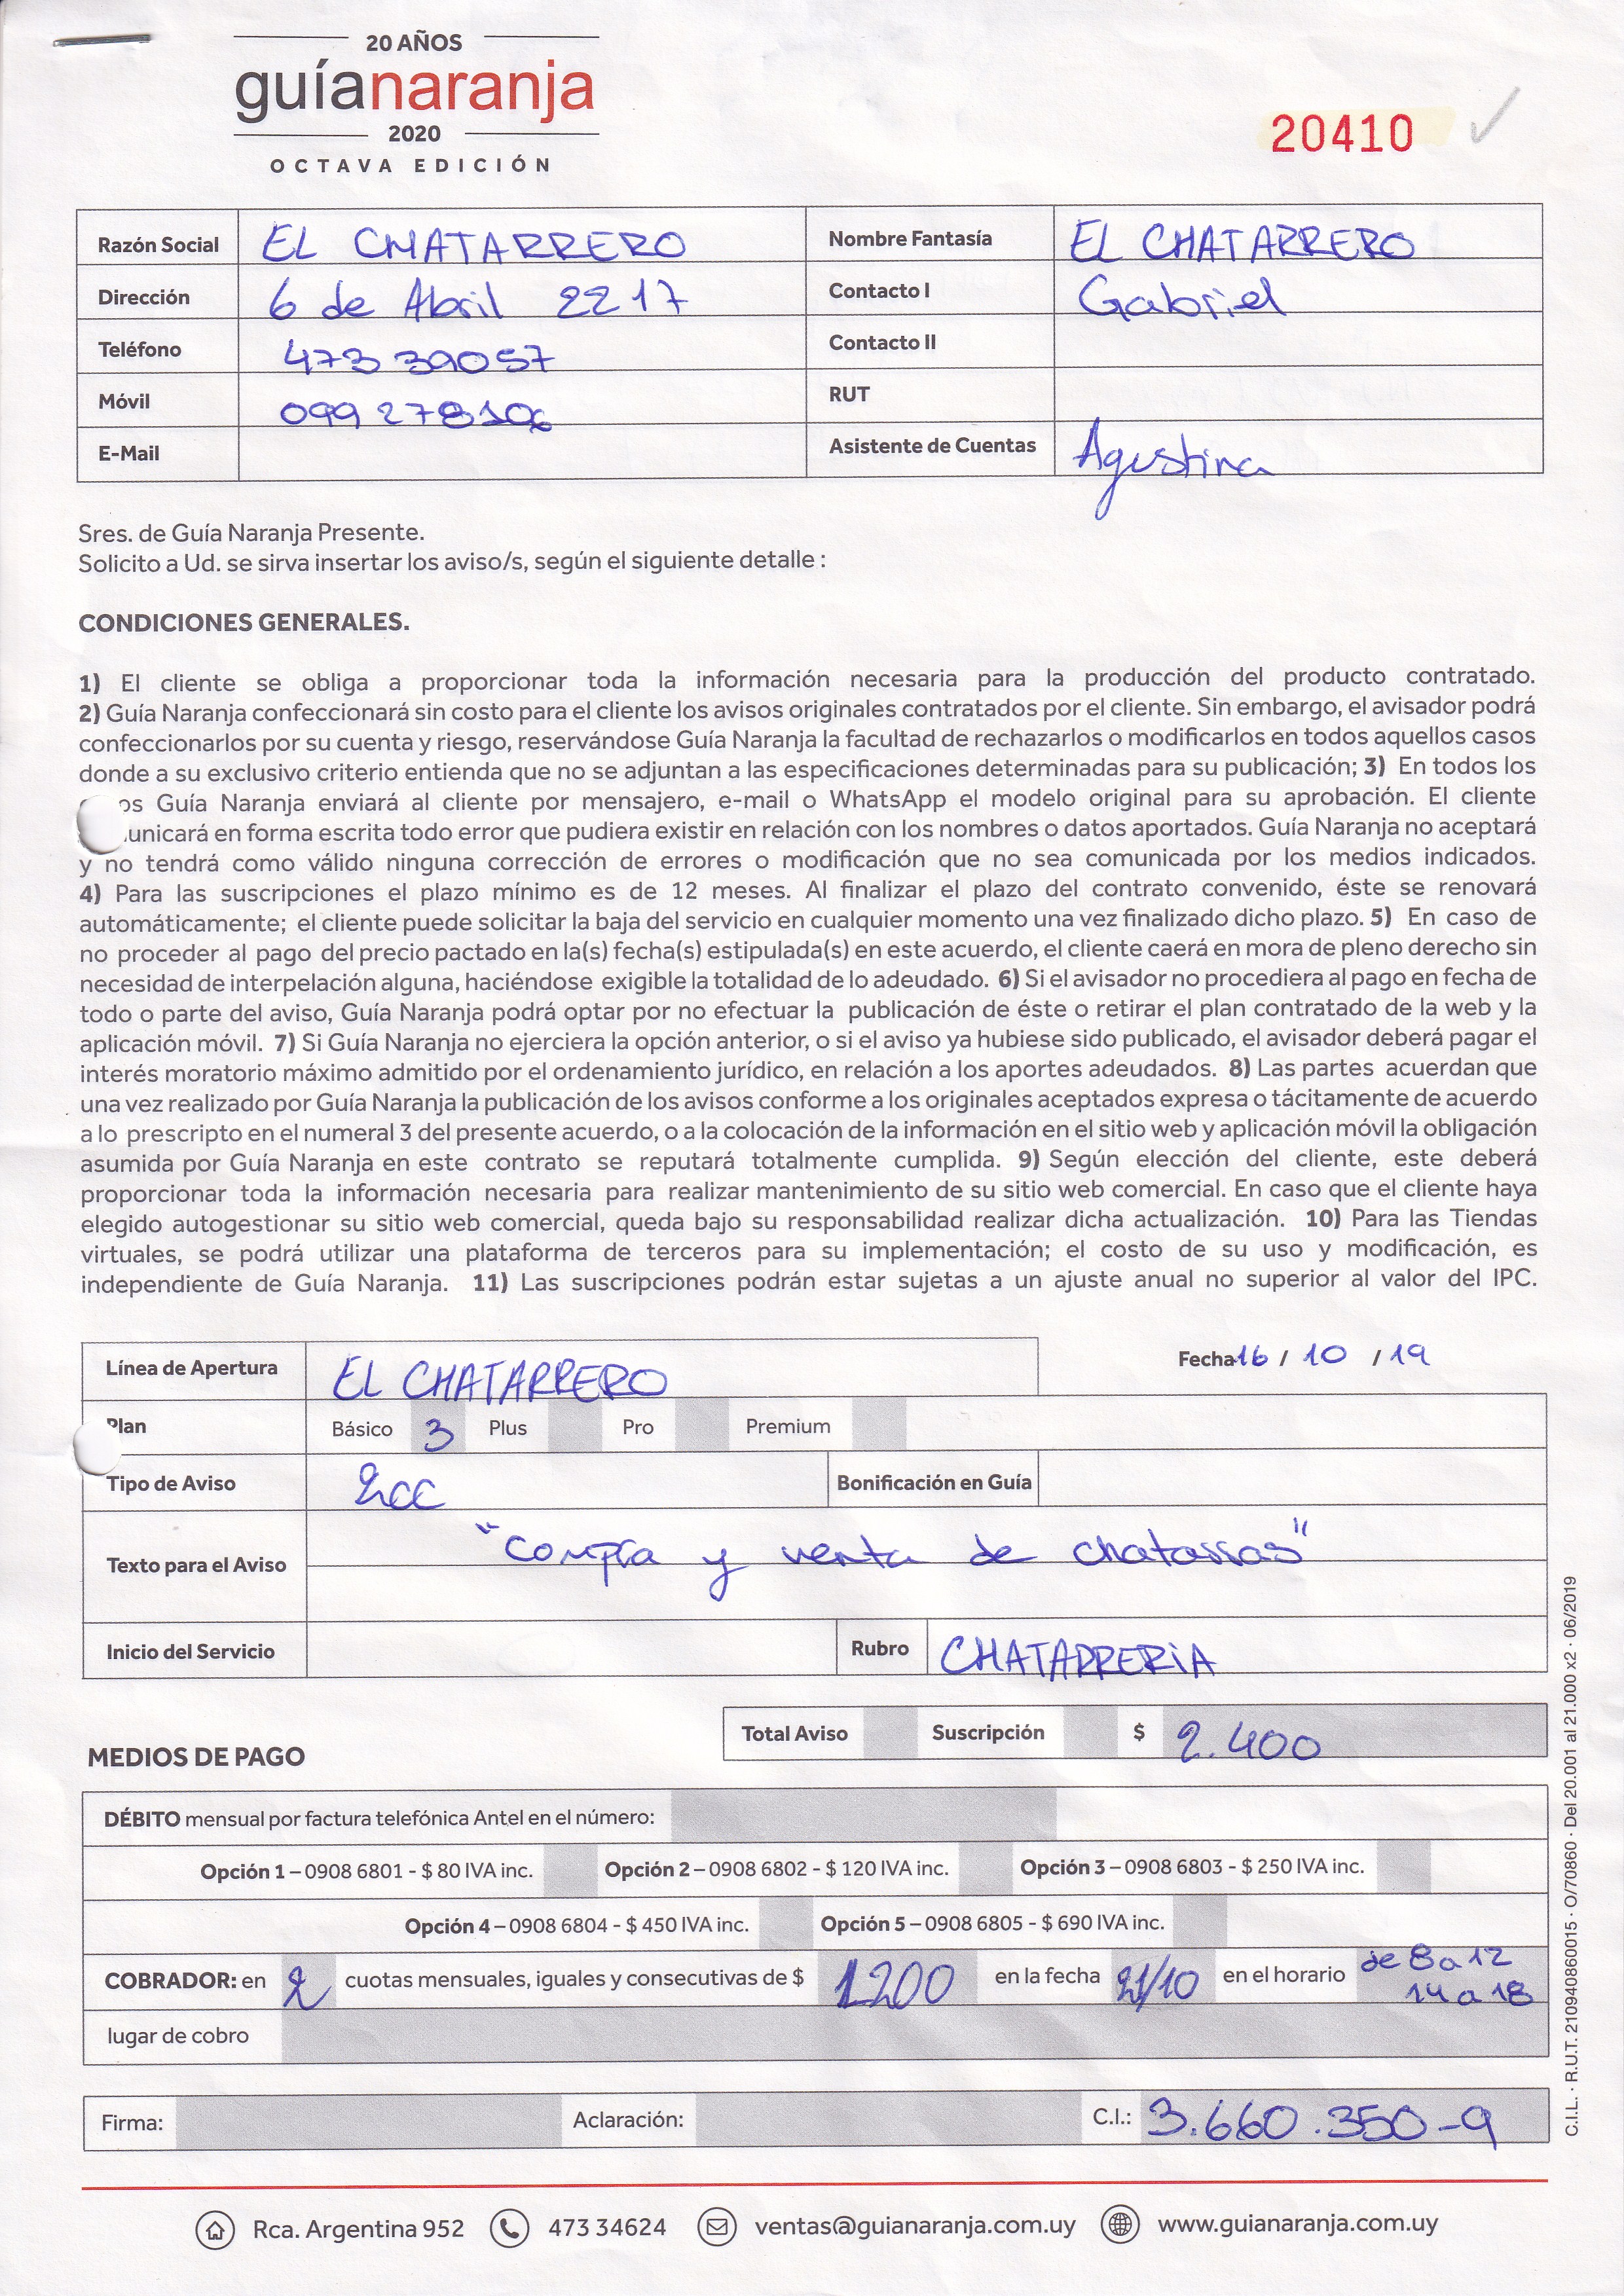 20 AÑOS
guíanaranja
2020
OCTAVA EDICIÓN
20410
Razón Social EL CHATARRERO Nombre Fantasía EL CHATARRERO
Dirección 6 de Abril 2217 Contacto I Gabriel
Teléfono 473 39057 Contacto II
Móvil 099 278106 RUT
E-Mail Asistente de Cuentas Agustina
Sres. de Guía Naranja Presente.
Solicito a Ud. se sirva insertar los aviso/s, según el siguiente detalle :
CONDICIONES GENERALES.
1) El cliente se obliga a proporcionar toda la información necesaria para la producción del producto contratado.
2) Guía Naranja confeccionará sin costo para el cliente los avisos originales contratados por el cliente. Sin embargo, el avisador podrá
confeccionarlos por su cuenta y riesgo, reservándose Guía Naranja la facultad de rechazarlos o modificarlos en todos aquellos casos
donde a su exclusivo criterio entienda que no se adjuntan a las especificaciones determinadas para su publicación; 3) En todos los
os Guía Naranja enviará al cliente por mensajero, e-mail o WhatsApp el modelo original para su aprobación. El cliente
unicará en forma escrita todo error que pudiera existir en relación con los nombres o datos aportados. Guía Naranja no aceptará
y no tendrá como válido ninguna corrección de errores o modificación que no sea comunicada por los medios indicados.
4) Para las suscripciones el plazo mínimo es de 12 meses. Al finalizar el plazo del contrato convenido, éste se renovará
automáticamente; el cliente puede solicitar la baja del servicio en cualquier momento una vez finalizado dicho plazo. 5) En caso de
no proceder al pago del precio pactado en la(s) fecha(s) estipulada(s) en este acuerdo, el cliente caerá en mora de pleno derecho sin
necesidad de interpelación alguna, haciéndose exigible la totalidad de lo adeudado. 6) Si el avisador no procediera al pago en fecha de
todo o parte del aviso, Guía Naranja podrá optar por no efectuar la publicación de éste o retirar el plan contratado de la web y la
aplicación móvil. 7) Si Guía Naranja no ejerciera la opción anterior, o si el aviso ya hubiese sido publicado, el avisador deberá pagar el
interés moratorio máximo admitido por el ordenamiento jurídico, en relación a los aportes adeudados. 8) Las partes acuerdan que
una vez realizado por Guía Naranja la publicación de los avisos conforme a los originales aceptados expresa o tácitamente de acuerdo
a lo prescripto en el numeral 3 del presente acuerdo, o a la colocación de la información en el sitio web y aplicación móvil la obligación
asumida por Guía Naranja en este contrato se reputará totalmente cumplida. 9) Según elección del cliente, este deberá
proporcionar toda la información necesaria para realizar mantenimiento de su sitio web comercial. En caso que el cliente haya
elegido autogestionar su sitio web comercial, queda bajo su responsabilidad realizar dicha actualización. 10) Para las Tiendas
virtuales, se podrá utilizar una plataforma de terceros para su implementación; el costo de su uso y modificación, es
independiente de Guía Naranja. 11) Las suscripciones podrán estar sujetas a un ajuste anual no superior al valor del IPC.
Línea de Apertura EL CHATARRERO Fecha 16 / 10 / 19
Plan Básico 3 Plus Pro Premium
Tipo de Aviso 2cc Bonificación en Guía
Texto para el Aviso "compra y venta de chatarras"
Inicio del Servicio Rubro CHATARRERIA
Total Aviso Suscripción $ 2.400
MEDIOS DE PAGO
DÉBITO mensual por factura telefónica Antel en el número:
Opción 1 – 0908 6801 - $ 80 IVA inc. Opción 2 – 0908 6802 - $ 120 IVA inc. Opción 3 – 0908 6803 - $ 250 IVA inc.
Opción 4 – 0908 6804 - $ 450 IVA inc. Opción 5 – 0908 6805 - $ 690 IVA inc.
COBRADOR: en 2 cuotas mensuales, iguales y consecutivas de $ 1200 en la fecha 21/10 en el horario de 8 a 12
14 a 18
lugar de cobro
Firma: Aclaración: C.I.: 3.660.350-9
Rca. Argentina 952 473 34624 ventas@guianaranja.com.uy www.guianaranja.com.uy
C.I.L. · R.U.T. 210940860015 · O/70860 · Del 20.001 al 21.000 x2 · 06/2019